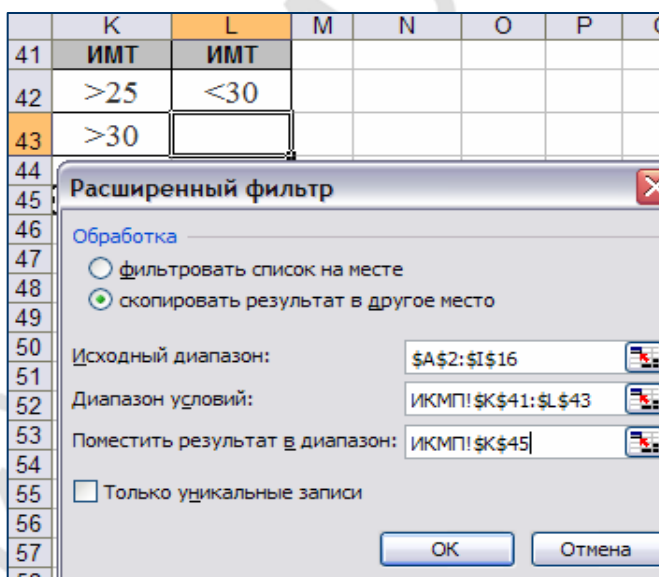 K L M N O P
41 ИМТ ИМТ
42 >25 <30
43 >30
44
45
46
47
48
49
50
51
52
53
54
55
56
57
Расширенный фильтр
Обработка
фильтровать список на месте
скопировать результат в другое место
Исходный диапазон: $A$2:$I$16
Диапазон условий: ИКМП!$K$41:$L$43
Поместить результат в диапазон: ИКМП!$K$45
Только уникальные записи
ОК Отмена